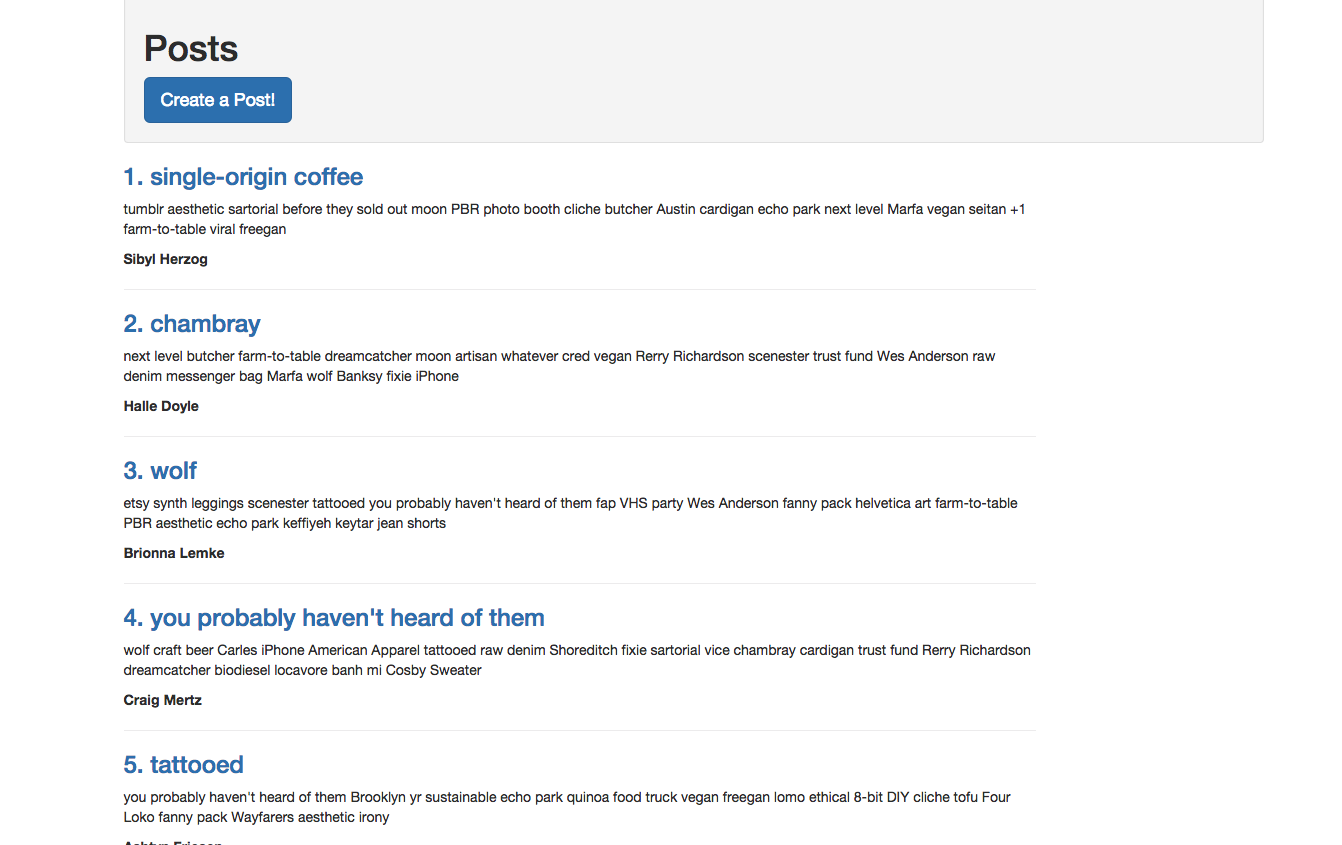 Posts
Create a Post!
1. single-origin coffee
tumblr aesthetic sartorial before they sold out moon PBR photo booth cliche butcher Austin cardigan echo park next level Marfa vegan seitan +1
farm-to-table viral freegan
Sibyl Herzog
2. chambray
next level butcher farm-to-table dreamcatcher moon artisan whatever cred vegan Rerry Richardson scenester trust fund Wes Anderson raw
denim messenger bag Marfa wolf Banksy fixie iPhone
Halle Doyle
3. wolf
etsy synth leggings scenester tattooed you probably haven't heard of them fap VHS party Wes Anderson fanny pack helvetica art farm-to-table
PBR aesthetic echo park keffiyeh keytar jean shorts
Brionna Lemke
4. you probably haven't heard of them
wolf craft beer Carles iPhone American Apparel tattooed raw denim Shoreditch fixie sartorial vice chambray cardigan trust fund Rerry Richardson
dreamcatcher biodiesel locavore banh mi Cosby Sweater
Craig Mertz
5. tattooed
you probably haven't heard of them Brooklyn yr sustainable echo park quinoa food truck vegan freegan lomo ethical 8-bit DIY cliche tofu Four
Loko fanny pack Wayfarers aesthetic irony